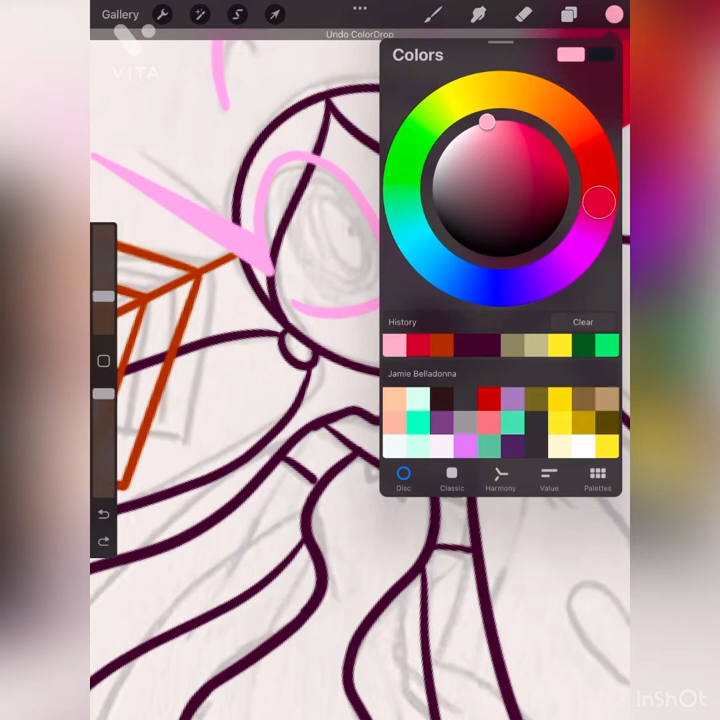 Gallery
Undo ColorDrop
VITA
Colors
History
Clear
Jamie Belladonna
Disc
Classic
Harmony
Value
Palettes
InShOt